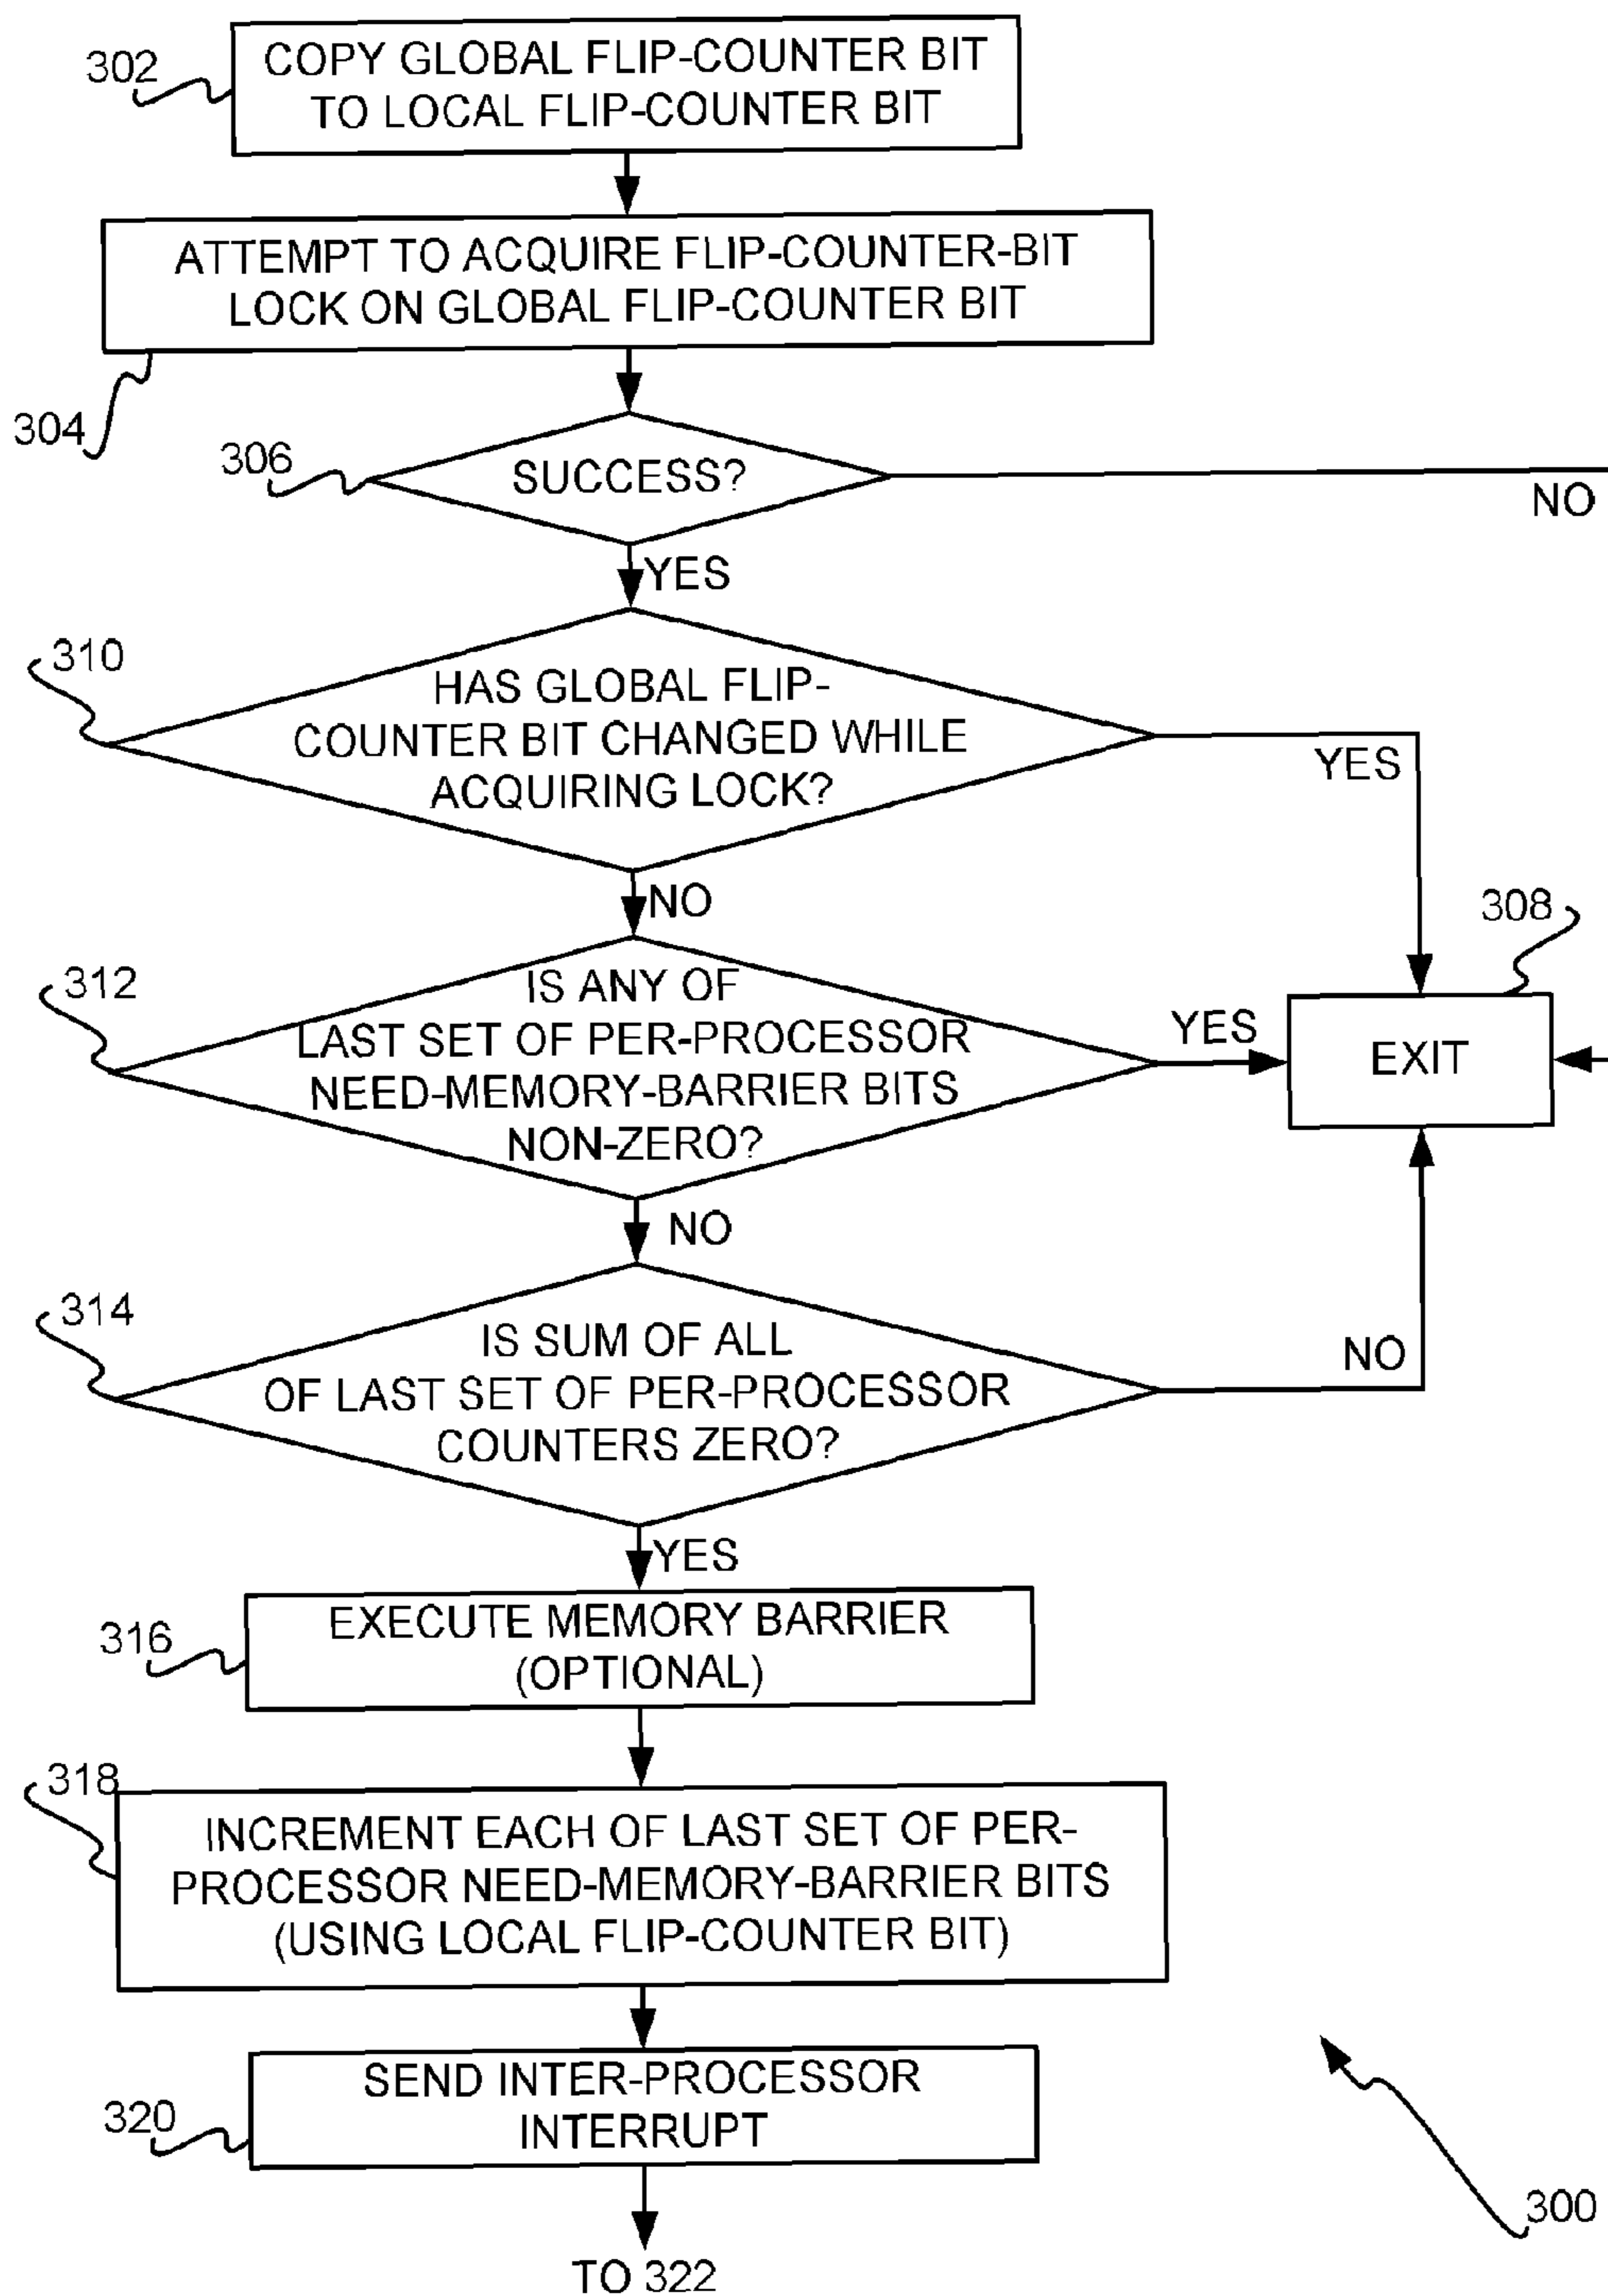 302
COPY GLOBAL FLIP-COUNTER BIT
TO LOCAL FLIP-COUNTER BIT
ATTEMPT TO ACQUIRE FLIP-COUNTER-BIT
LOCK ON GLOBAL FLIP-COUNTER BIT
304
306
SUCCESS?
NO
YES
310
HAS GLOBAL FLIP-
COUNTER BIT CHANGED WHILE
ACQUIRING LOCK?
YES
NO
308
312
IS ANY OF
LAST SET OF PER-PROCESSOR
NEED-MEMORY-BARRIER BITS
NON-ZERO?
YES
EXIT
NO
314
IS SUM OF ALL
OF LAST SET OF PER-PROCESSOR
COUNTERS ZERO?
NO
YES
316
EXECUTE MEMORY BARRIER
(OPTIONAL)
318
INCREMENT EACH OF LAST SET OF PER-
PROCESSOR NEED-MEMORY-BARRIER BITS
(USING LOCAL FLIP-COUNTER BIT)
320
SEND INTER-PROCESSOR
INTERRUPT
300
TO 322